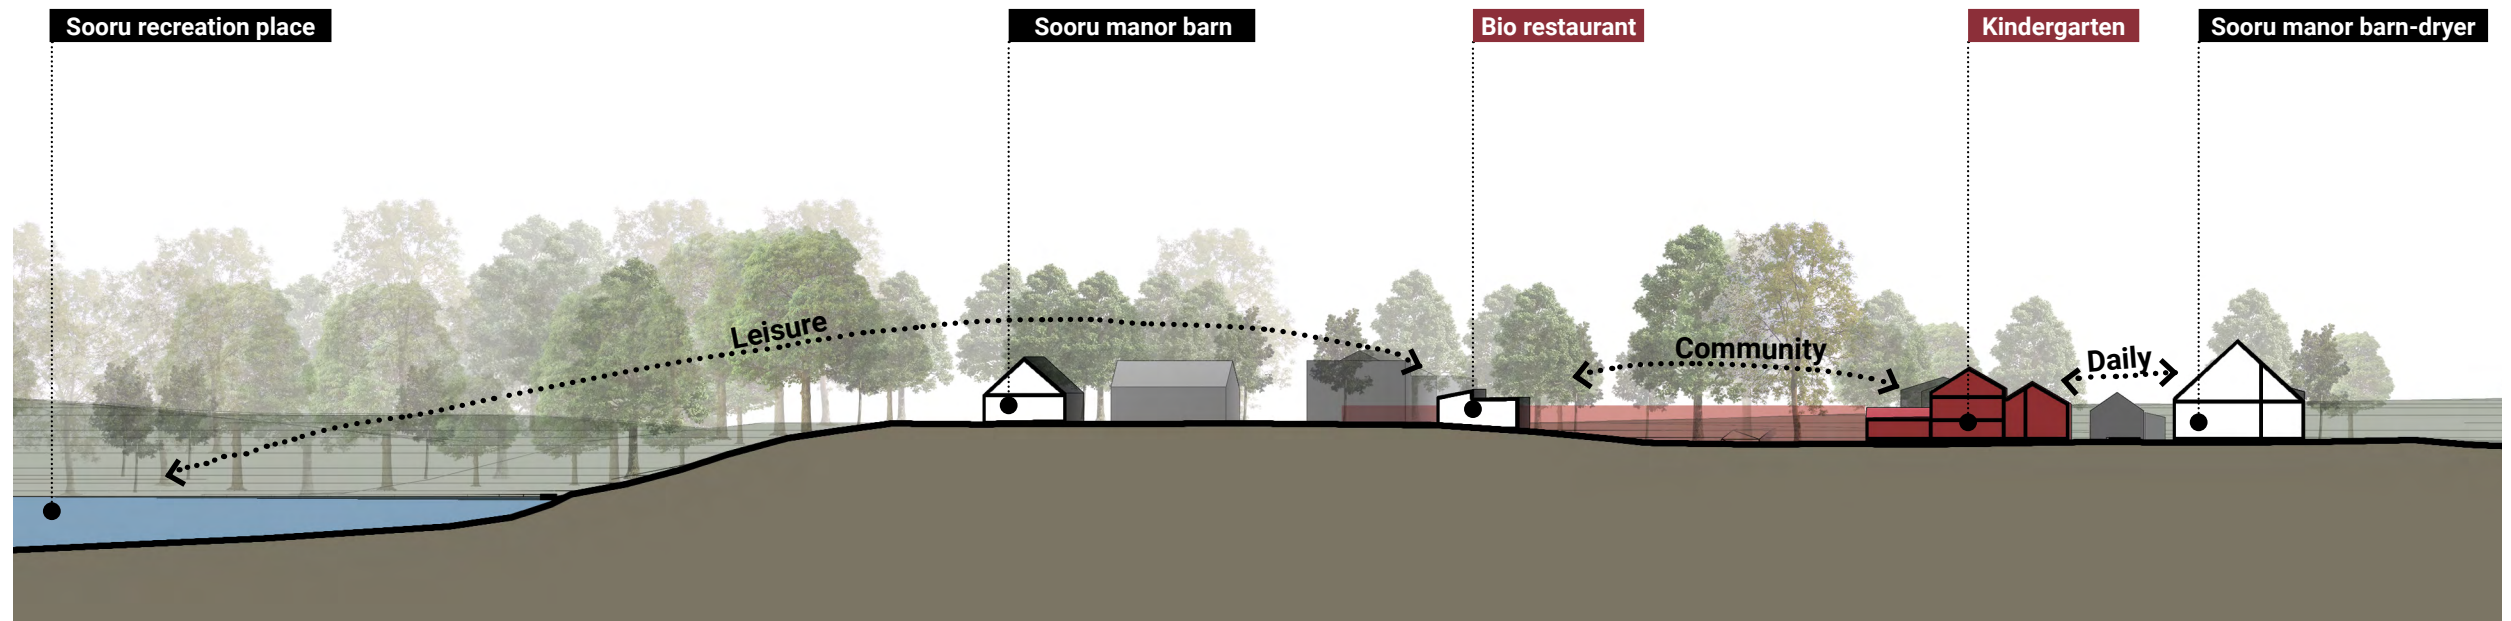 Sooru recreation place
Sooru manor barn
Bio restaurant
Kindergarten
Sooru manor barn-dryer
Leisure
Community
Daily